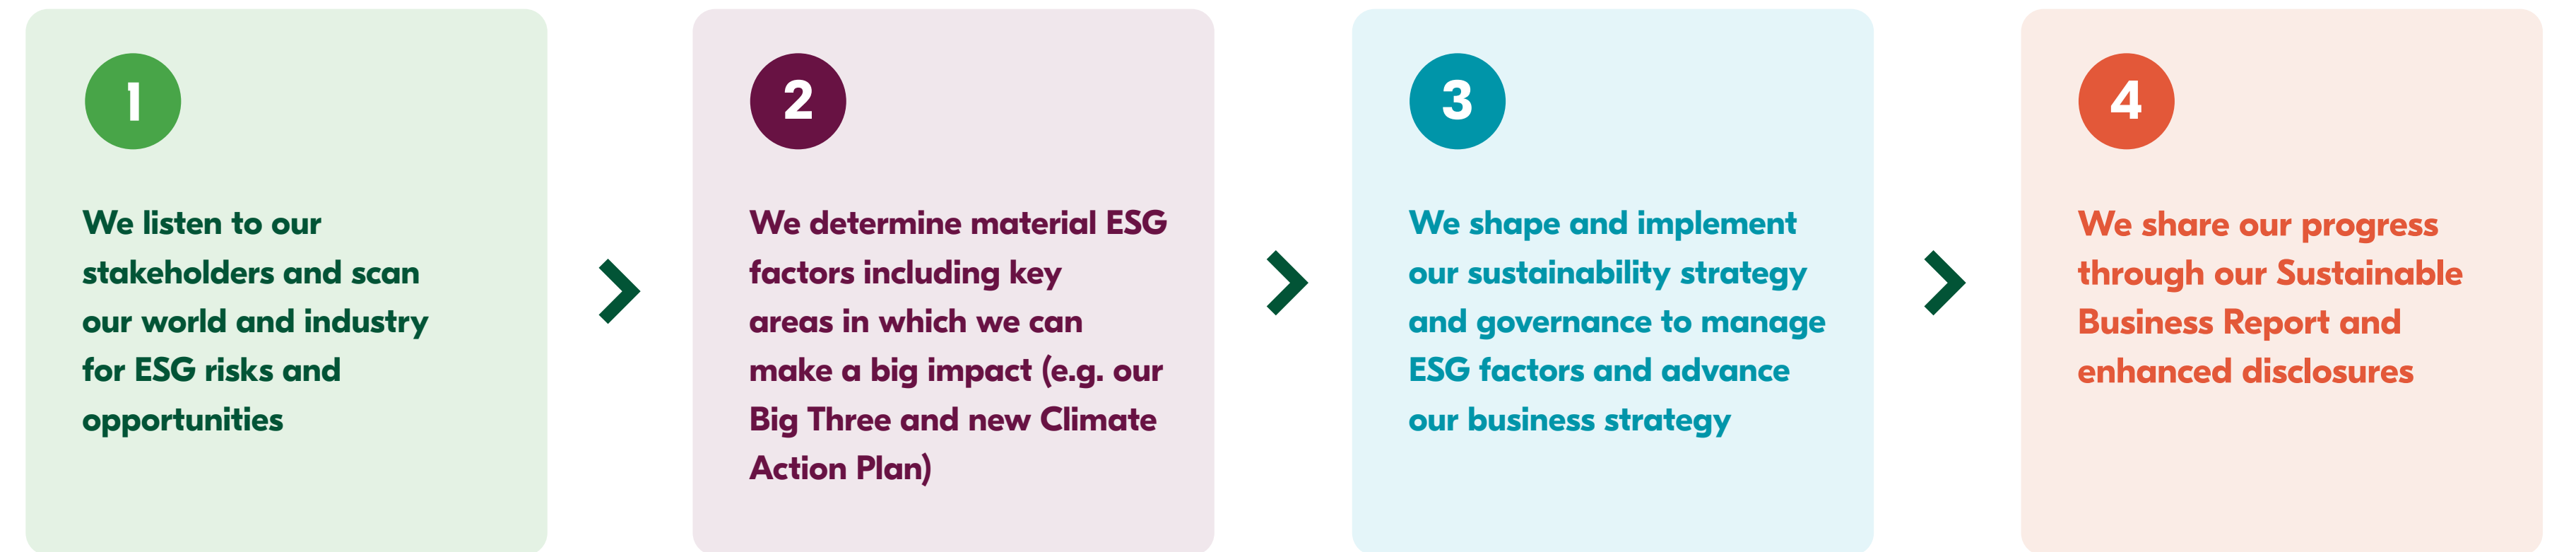 1
We listen to our
stakeholders and scan
our world and industry
for ESG risks and
opportunities
2
We determine material ESG
factors including key
areas in which we can
make a big impact (e.g. our
Big Three and new Climate
Action Plan)
3
We shape and implement
our sustainability strategy
and governance to manage
ESG factors and advance
our business strategy
4
We share our progress
through our Sustainable
Business Report and
enhanced disclosures